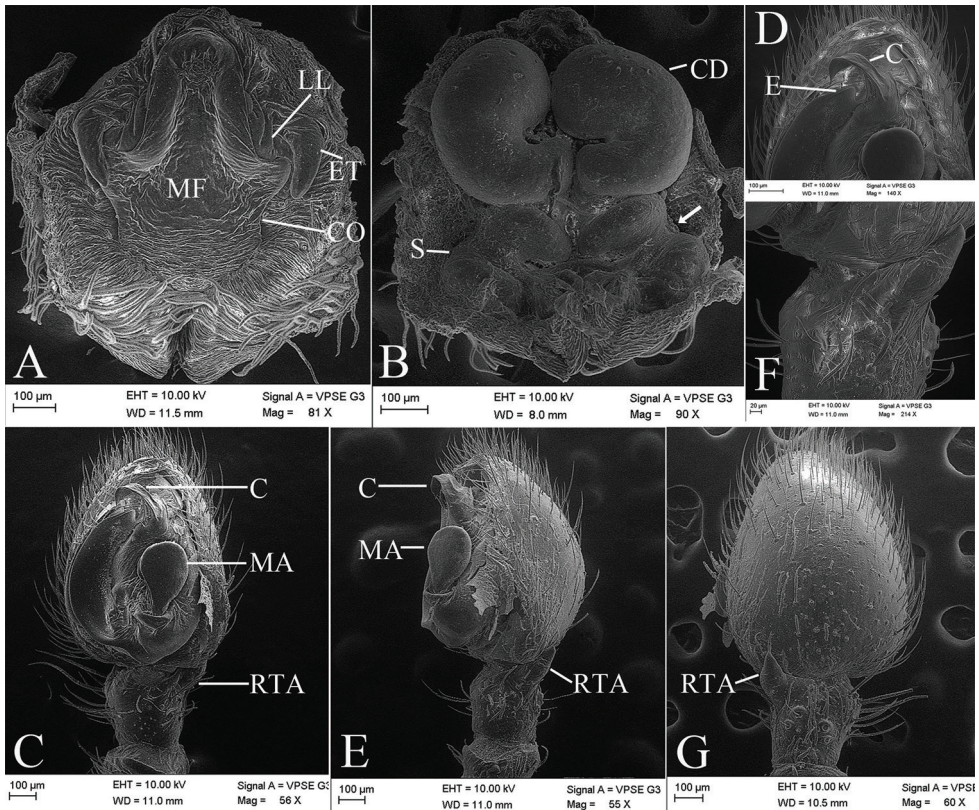 LL
ET
MF
CO
A
100 µm
EHT = 10.00 kV
Signal A = VPSE G3
WD = 11.5 mm
Mag = 81 X
CD
S
B
100 µm
EHT = 10.00 kV
Signal A = VPSE G3
WD = 8.0 mm
Mag = 90 X
D
C
E
100 µm
EHT = 10.00 kV
Signal A = VPSE G3
WD = 11.0 mm
Mag = 140 X
F
20 µm
EHT = 10.00 kV
Signal A = VPSE G3
WD = 11.0 mm
Mag = 214 X
C
MA
RTA
C
100 µm
EHT = 10.00 kV
Signal A = VPSE G3
WD = 11.0 mm
Mag = 56 X
C
MA
RTA
E
100 µm
EHT = 10.00 kV
Signal A = VPSE G3
WD = 11.0 mm
Mag = 55 X
RTA
G
100 µm
EHT = 10.00 kV
Signal A = VPSE
WD = 10.5 mm
Mag = 60 X